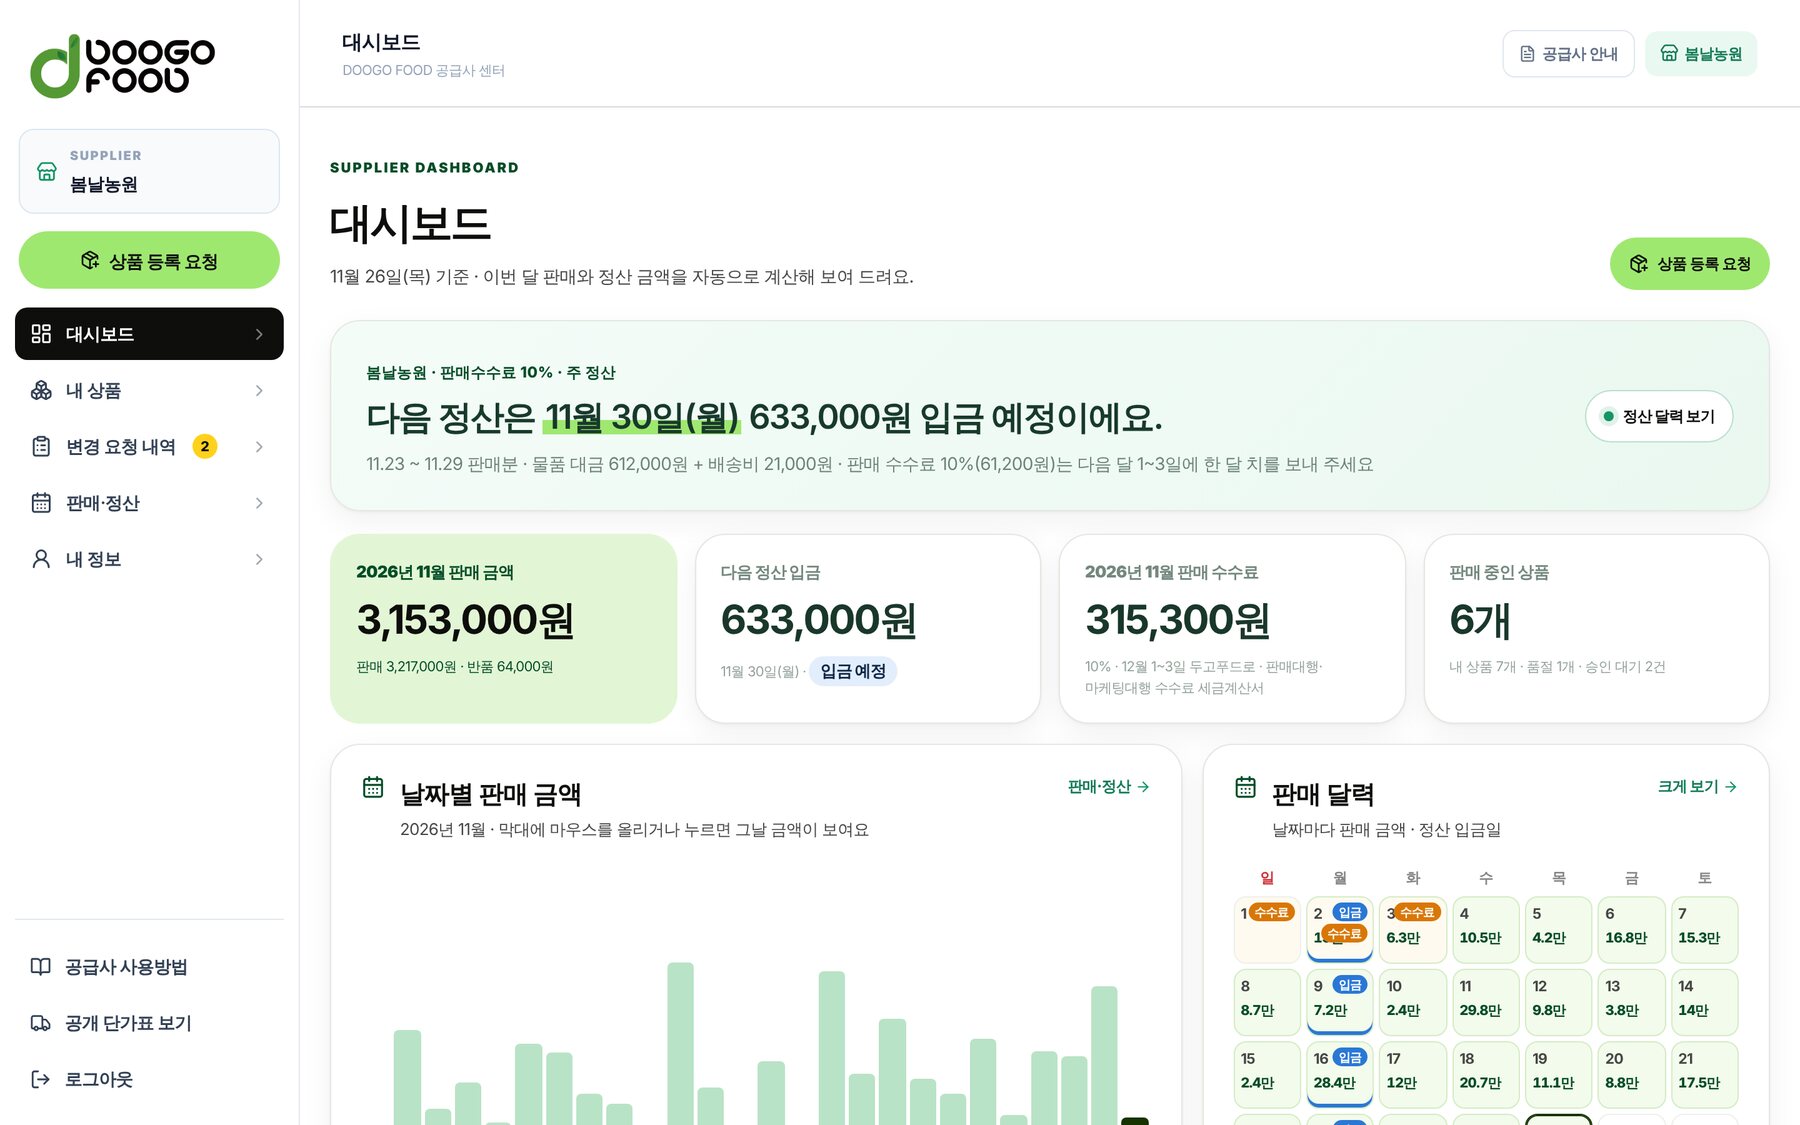 DOOGO
FOOD
SUPPLIER
봄날농원
상품 등록 요청
대시보드
내 상품
변경 요청 내역 2
판매·정산
내 정보
공급사 사용방법
공개 단가표 보기
로그아웃
대시보드
DOOGO FOOD 공급사 센터
공급사 안내
봄날농원
SUPPLIER DASHBOARD
대시보드
11월 26일(목) 기준 · 이번 달 판매와 정산 금액을 자동으로 계산해 보여 드려요.
상품 등록 요청
봄날농원 · 판매수수료 10% · 주 정산
다음 정산은 11월 30일(월) 633,000원 입금 예정이에요.
11.23 ~ 11.29 판매분 · 물품 대금 612,000원 + 배송비 21,000원 · 판매 수수료 10%(61,200원)는 다음 달 1~3일에 한 달 치를 보내 주세요
정산 달력 보기
2026년 11월 판매 금액
3,153,000원
판매 3,217,000원 · 반품 64,000원
다음 정산 입금
633,000원
11월 30일(월) · 입금 예정
2026년 11월 판매 수수료
315,300원
10% · 12월 1~3일 두고푸드로 · 판매대행·
마케팅대행 수수료 세금계산서
판매 중인 상품
6개
내 상품 7개 · 품절 1개 · 승인 대기 2건
날짜별 판매 금액
판매·정산 →
2026년 11월 · 막대에 마우스를 올리거나 누르면 그날 금액이 보여요
판매 달력
크게 보기 →
날짜마다 판매 금액 · 정산 입금일
일 월 화 수 목 금 토
1 수수료 2 입금 3 수수료 4 5 6 7
수수료 6.3만 10.5만 4.2만 16.8만 15.3만
8 9 입금 10 11 12 13 14
8.7만 7.2만 2.4만 29.8만 9.8만 3.8만 14만
15 16 입금 17 18 19 20 21
2.4만 28.4만 12만 20.7만 11.1만 8.8만 17.5만